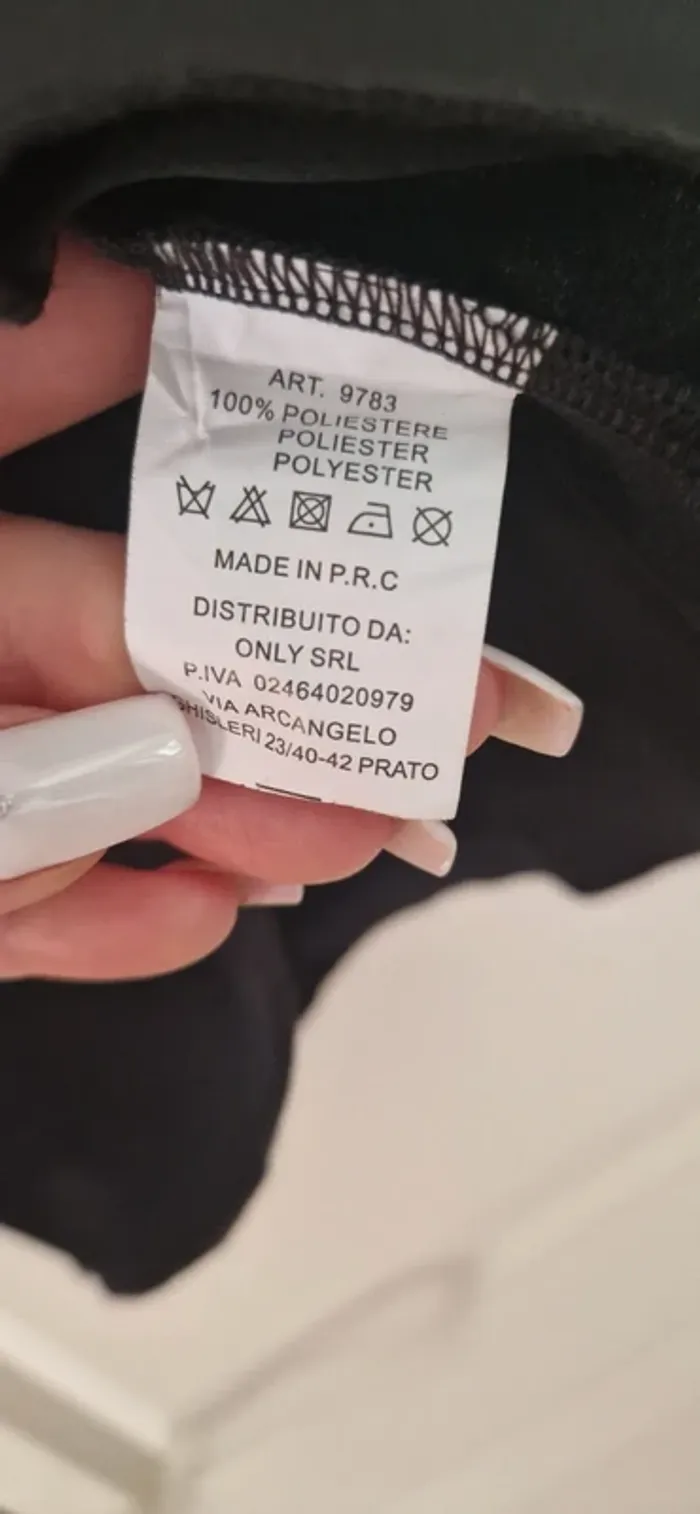 ART. 9783
100% POLIESTERE
POLIESTER
POLYESTER
MADE IN P.R.C
DISTRIBUITO DA:
ONLY SRL
P.IVA 02464020979
VIA ARCANGELO
GHISLERI 23/40-42 PRATO